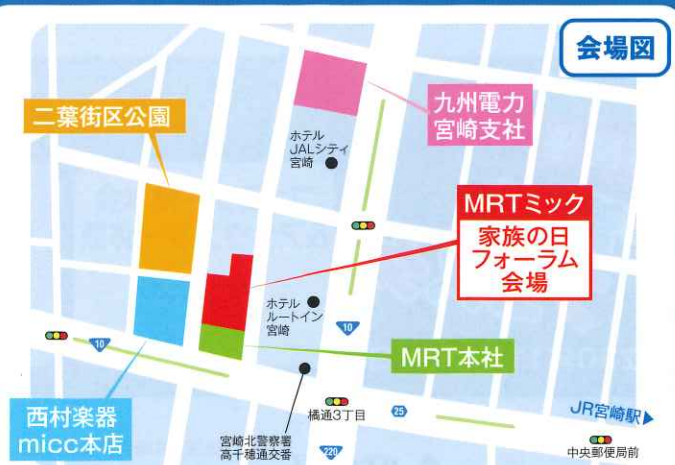 会場図
九州電力
宮崎支社
二葉街区公園
ホテル
JALシティ
宮崎
MRTミック
家族の日
フォーラム
会場
ホテル
ルートイン
宮崎
10
10
MRT本社
西村楽器
micc本店
宮崎北警察署
高千穂通交番
橘通3丁目
25
220
JR宮崎駅▶
中央郵便局前